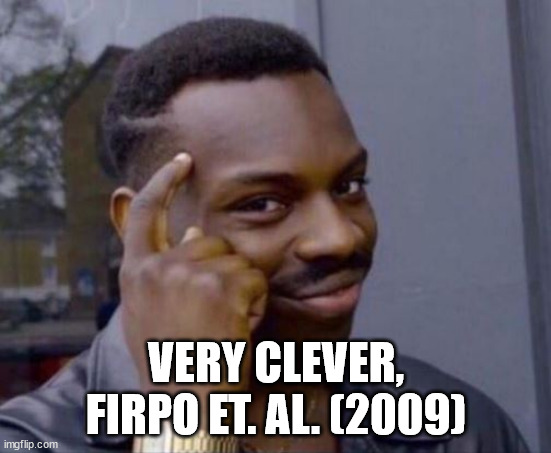 VERY CLEVER,
FIRPO ET. AL. (2009)
imgflip.com